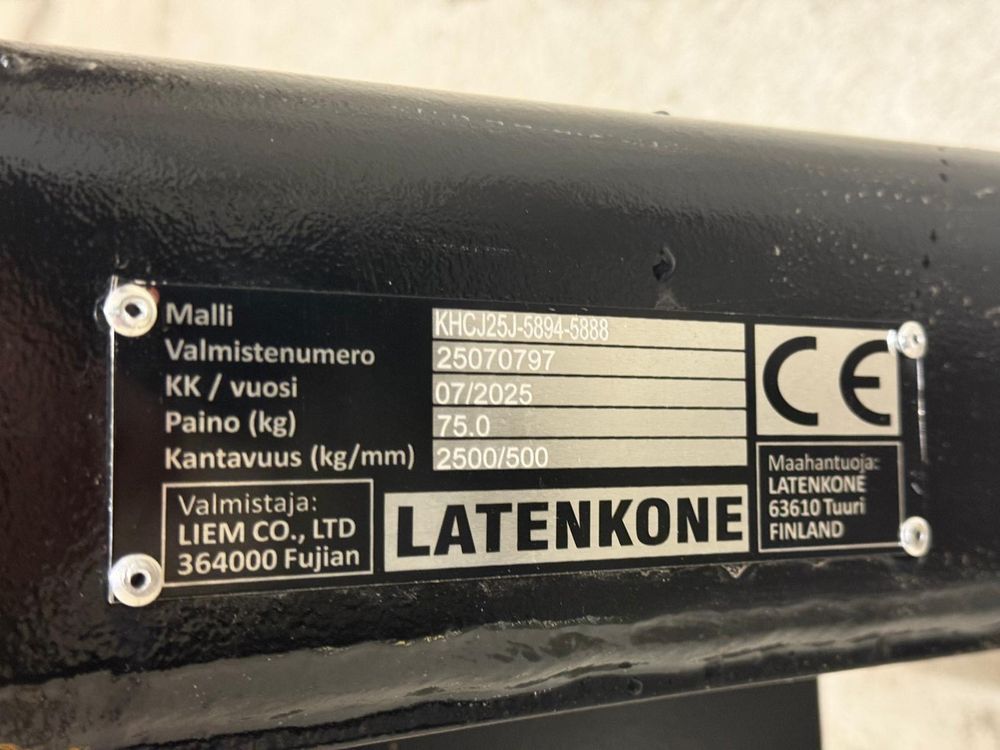 Malli KHCJ25J-5894-5888
Valmistenumero 25070797
KK / vuosi 07/2025
Paino (kg) 75.0
Kantavuus (kg/mm) 2500/500
Valmistaja:
LIEM CO., LTD
364000 Fujian
LATENKONE
CE
Maahantuoja:
LATENKONE
63610 Tuuri
FINLAND